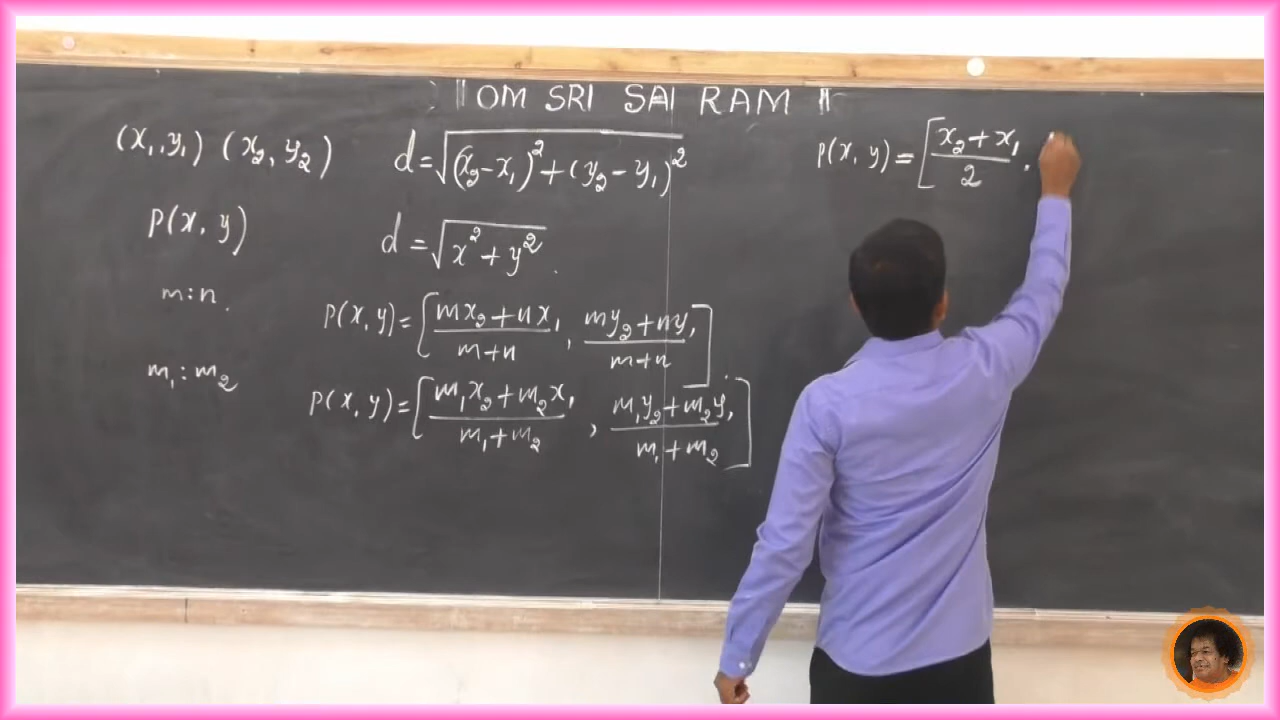 || OM SRI SAI RAM ||
(x₁, y₁) (x₂, y₂)
d = √((x₂ - x₁)² + (y₂ - y₁)²)
P(x, y)
d = √(x² + y²).
m : n.
P(x, y) = [(mx₂ + nx₁)/(m + n), (my₂ + ny₁)/(m + n)].
m₁ : m₂
P(x, y) = [(m₁x₂ + m₂x₁)/(m₁ + m₂), (m₁y₂ + m₂y₁)/(m₁ + m₂)]
P(x, y) = [(x₂ + x₁)/2,